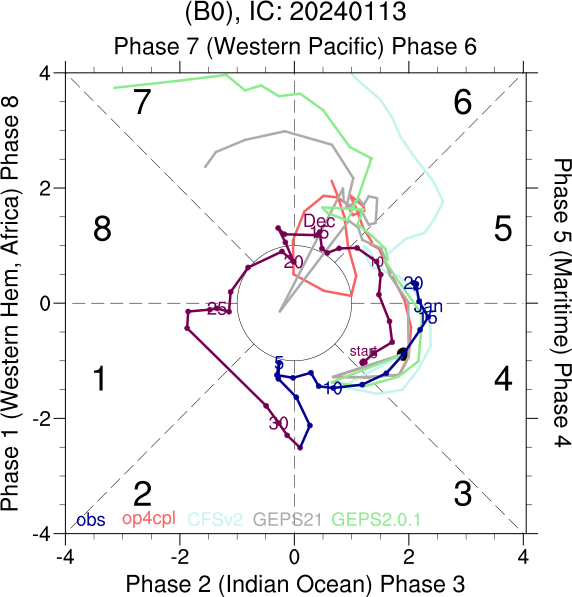 (B0), IC: 20240113
Phase 7 (Western Pacific) Phase 6
Phase 1 (Western Hem, Africa) Phase 8
Phase 5 (Maritime) Phase 4
4
2
0
-2
-4
7
6
8
5
1
4
2
3
Dec
15
20
10
20
Jan
15
25
start
5
10
30
obs
op4cpl
CFSv2
GEPS21
GEPS2.0.1
-4
-2
0
2
4
Phase 2 (Indian Ocean) Phase 3